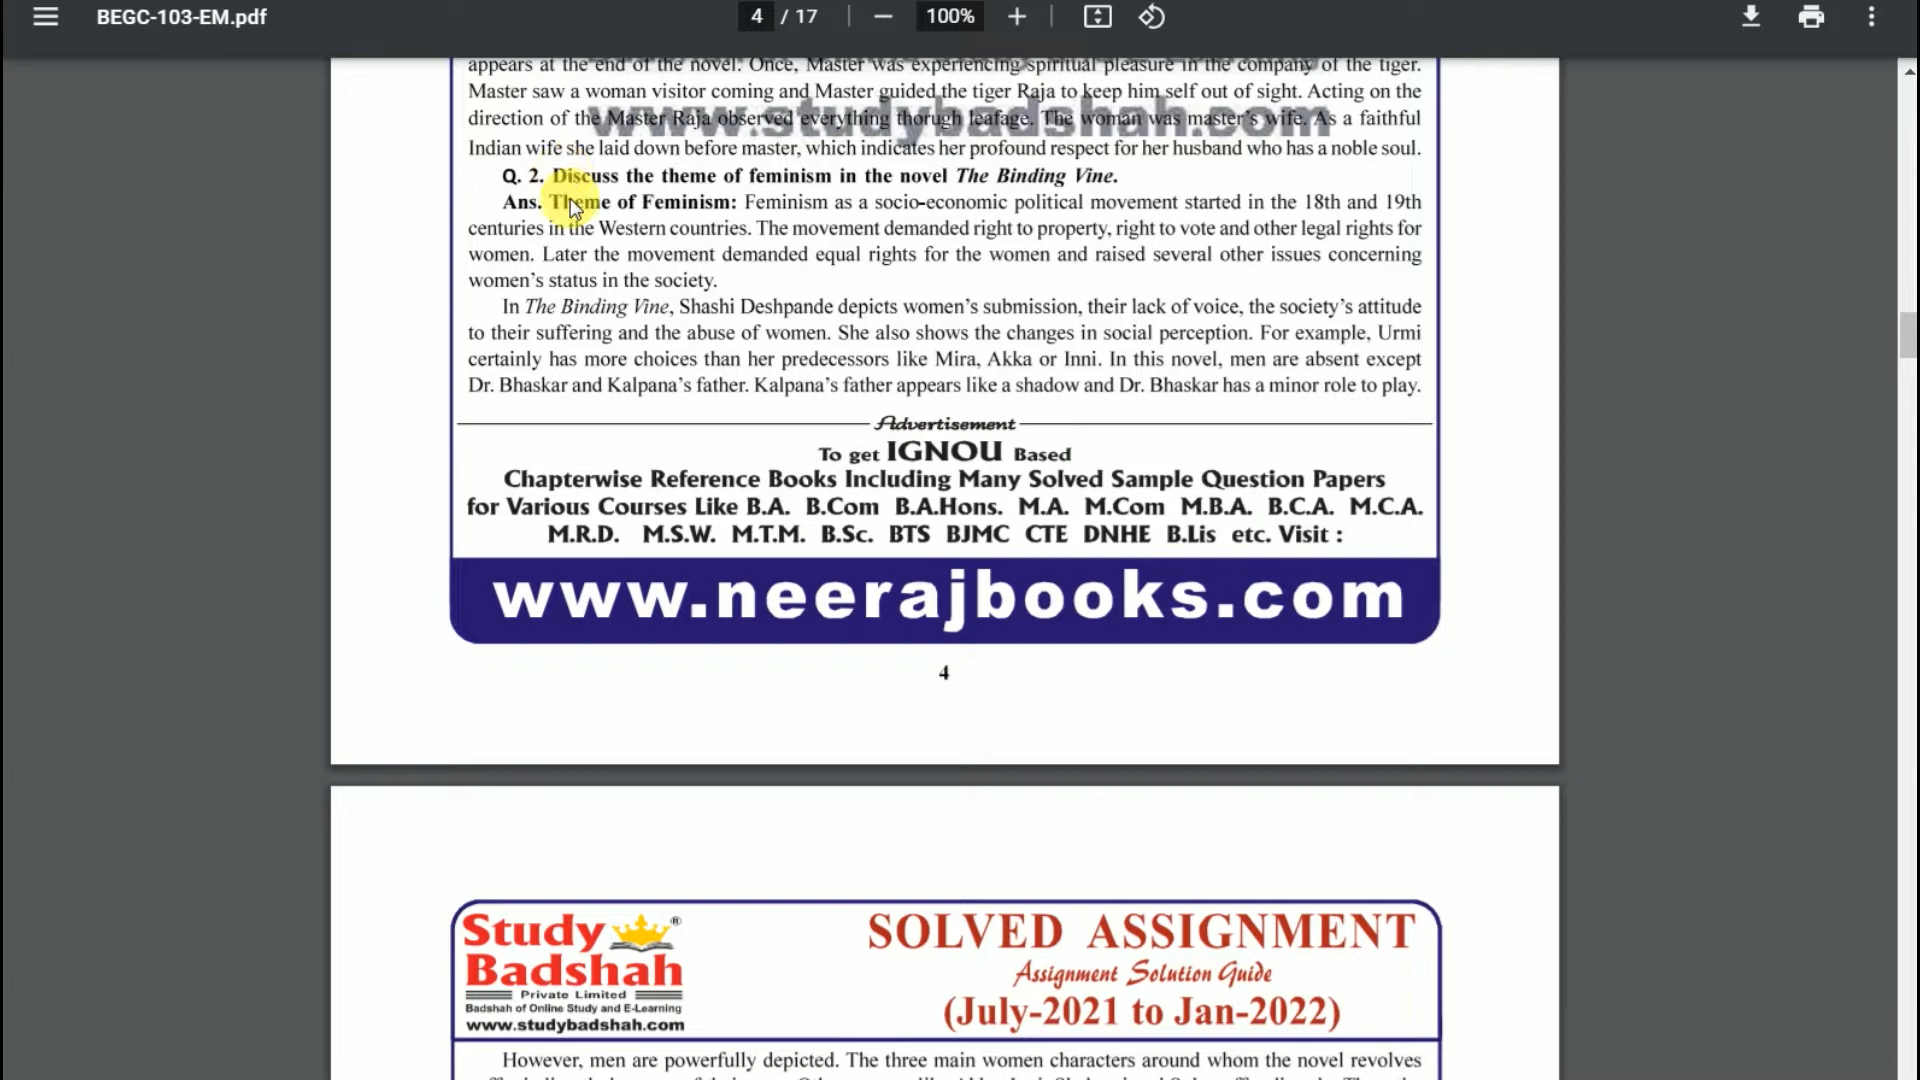 BEGC-103-EM.pdf
4 / 17
100%
appears at the end of the novel. Once, Master was experiencing spiritual pleasure in the company of the tiger.
Master saw a woman visitor coming and Master guided the tiger Raja to keep him self out of sight. Acting on the
www.studybadshah.com
direction of the Master Raja observed everything thorugh leafage. The woman was master's wife. As a faithful
Indian wife she laid down before master, which indicates her profound respect for her husband who has a noble soul.
Q. 2. Discuss the theme of feminism in the novel The Binding Vine.
Ans. Theme of Feminism: Feminism as a socio-economic political movement started in the 18th and 19th
centuries in the Western countries. The movement demanded right to property, right to vote and other legal rights for
women. Later the movement demanded equal rights for the women and raised several other issues concerning
women's status in the society.
In The Binding Vine, Shashi Deshpande depicts women's submission, their lack of voice, the society's attitude
to their suffering and the abuse of women. She also shows the changes in social perception. For example, Urmi
certainly has more choices than her predecessors like Mira, Akka or Inni. In this novel, men are absent except
Dr. Bhaskar and Kalpana's father. Kalpana's father appears like a shadow and Dr. Bhaskar has a minor role to play.
Advertisement
To get IGNOU Based
Chapterwise Reference Books Including Many Solved Sample Question Papers
for Various Courses Like B.A. B.Com B.A.Hons. M.A. M.Com M.B.A. B.C.A. M.C.A.
M.R.D. M.S.W. M.T.M. B.Sc. BTS BJMC CTE DNHE B.Lis etc. Visit :
www.neerajbooks.com
4
Study
Badshah
®
Private Limited
Badshah of Online Study and E-Learning
www.studybadshah.com
SOLVED ASSIGNMENT
Assignment Solution Guide
(July-2021 to Jan-2022)
However, men are powerfully depicted. The three main women characters around whom the novel revolves